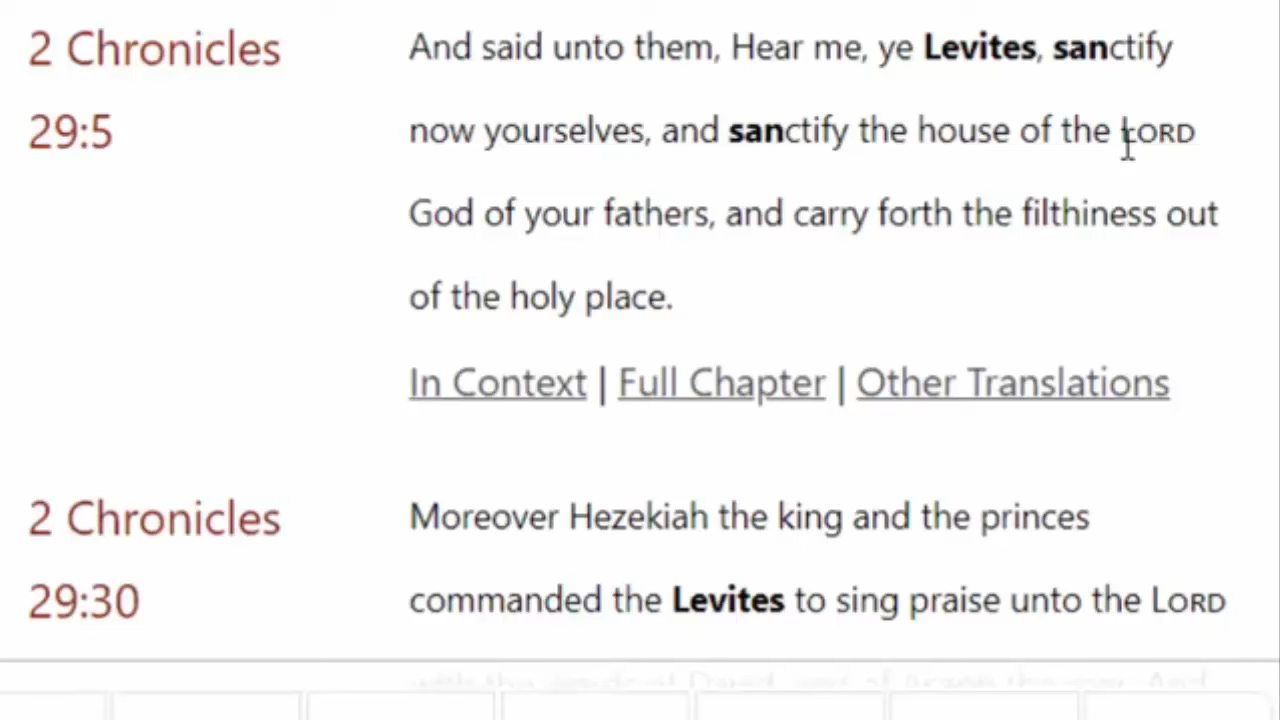 2 Chronicles
29:5
And said unto them, Hear me, ye Levites, sanctify
now yourselves, and sanctify the house of the LORD
God of your fathers, and carry forth the filthiness out
of the holy place.
In Context | Full Chapter | Other Translations
2 Chronicles
29:30
Moreover Hezekiah the king and the princes
commanded the Levites to sing praise unto the LORD